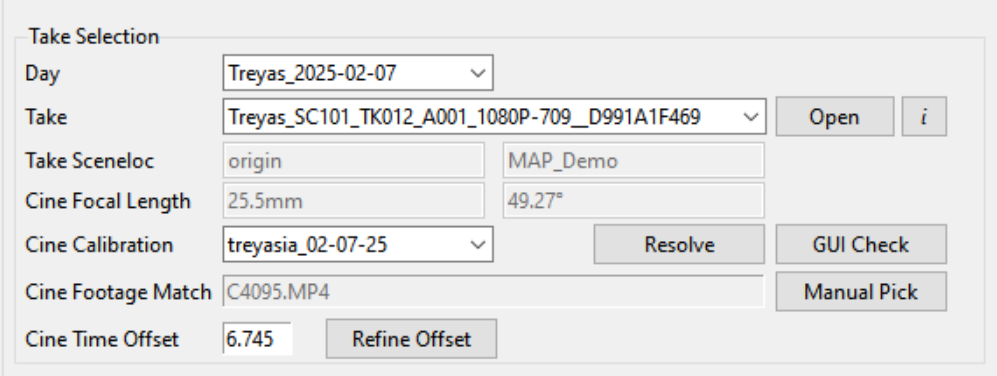 Take Selection
Day Treyas_2025-02-07
Take Treyas_SC101_TK012_A001_1080P-709__D991A1F469 Open i
Take Sceneloc origin MAP_Demo
Cine Focal Length 25.5mm 49.27°
Cine Calibration treyasia_02-07-25 Resolve GUI Check
Cine Footage Match C4095.MP4 Manual Pick
Cine Time Offset 6.745 Refine Offset